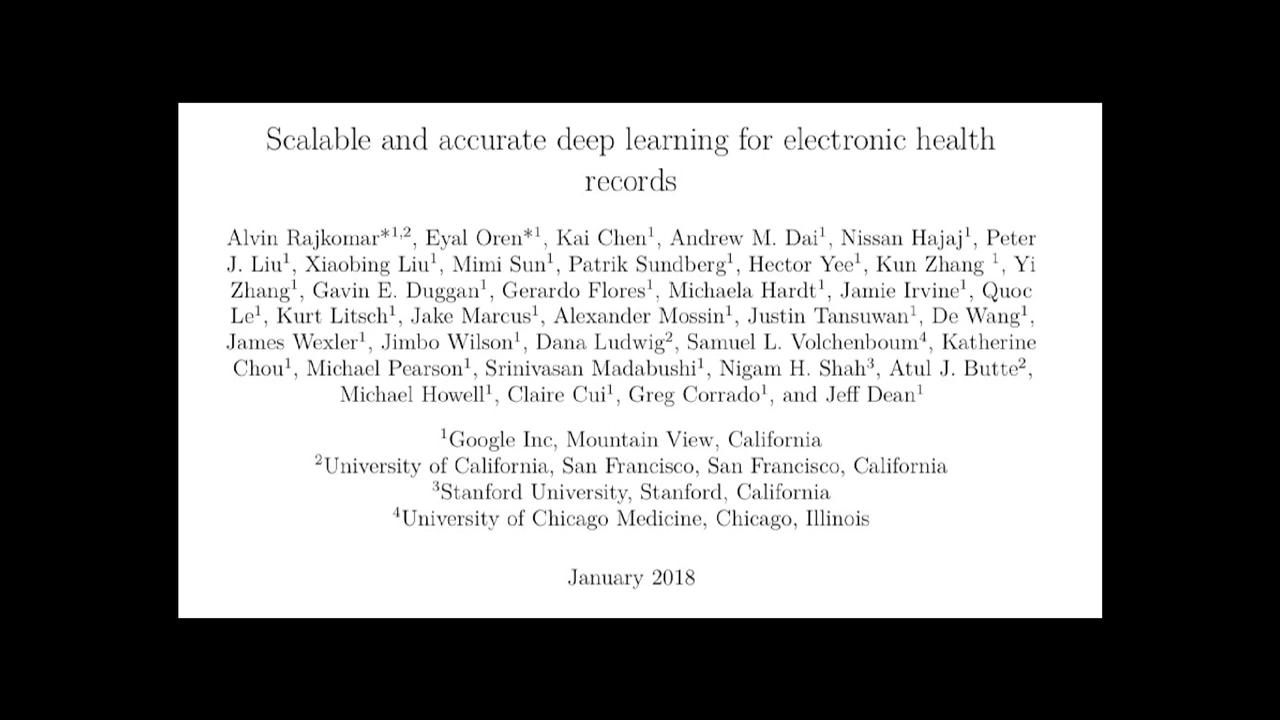 Scalable and accurate deep learning for electronic health
records
Alvin Rajkomar*1,2, Eyal Oren*1, Kai Chen1, Andrew M. Dai1, Nissan Hajaj1, Peter
J. Liu1, Xiaobing Liu1, Mimi Sun1, Patrik Sundberg1, Hector Yee1, Kun Zhang 1, Yi
Zhang1, Gavin E. Duggan1, Gerardo Flores1, Michaela Hardt1, Jamie Irvine1, Quoc
Le1, Kurt Litsch1, Jake Marcus1, Alexander Mossin1, Justin Tansuwan1, De Wang1,
James Wexler1, Jimbo Wilson1, Dana Ludwig2, Samuel L. Volchenboum4, Katherine
Chou1, Michael Pearson1, Srinivasan Madabushi1, Nigam H. Shah3, Atul J. Butte2,
Michael Howell1, Claire Cui1, Greg Corrado1, and Jeff Dean1
1Google Inc, Mountain View, California
2University of California, San Francisco, San Francisco, California
3Stanford University, Stanford, California
4University of Chicago Medicine, Chicago, Illinois
January 2018